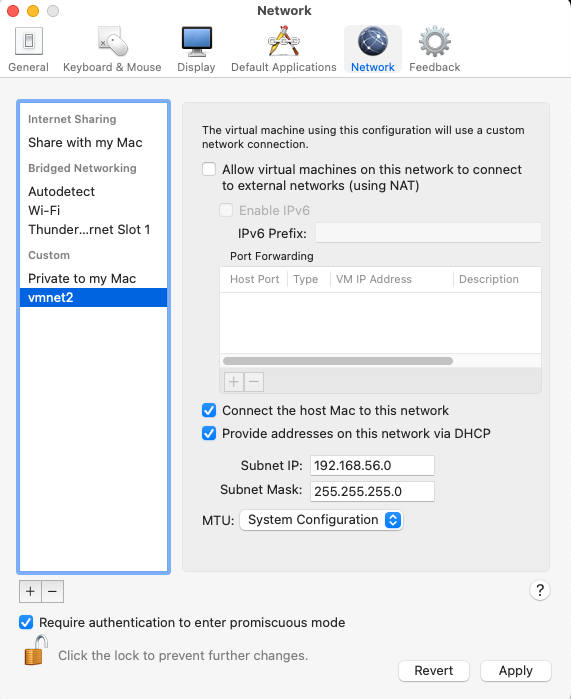 Network
General
Keyboard & Mouse
Display
Default Applications
Network
Feedback
Internet Sharing
Share with my Mac
Bridged Networking
Autodetect
Wi-Fi
Thunder...rnet Slot 1
Custom
Private to my Mac
vmnet2
+ −
The virtual machine using this configuration will use a custom
network connection.
Allow virtual machines on this network to connect
to external networks (using NAT)
Enable IPv6
IPv6 Prefix:
Port Forwarding
Host Port Type VM IP Address Description
+ −
Connect the host Mac to this network
Provide addresses on this network via DHCP
Subnet IP: 192.168.56.0
Subnet Mask: 255.255.255.0
MTU: System Configuration
?
Require authentication to enter promiscuous mode
Click the lock to prevent further changes.
Revert
Apply